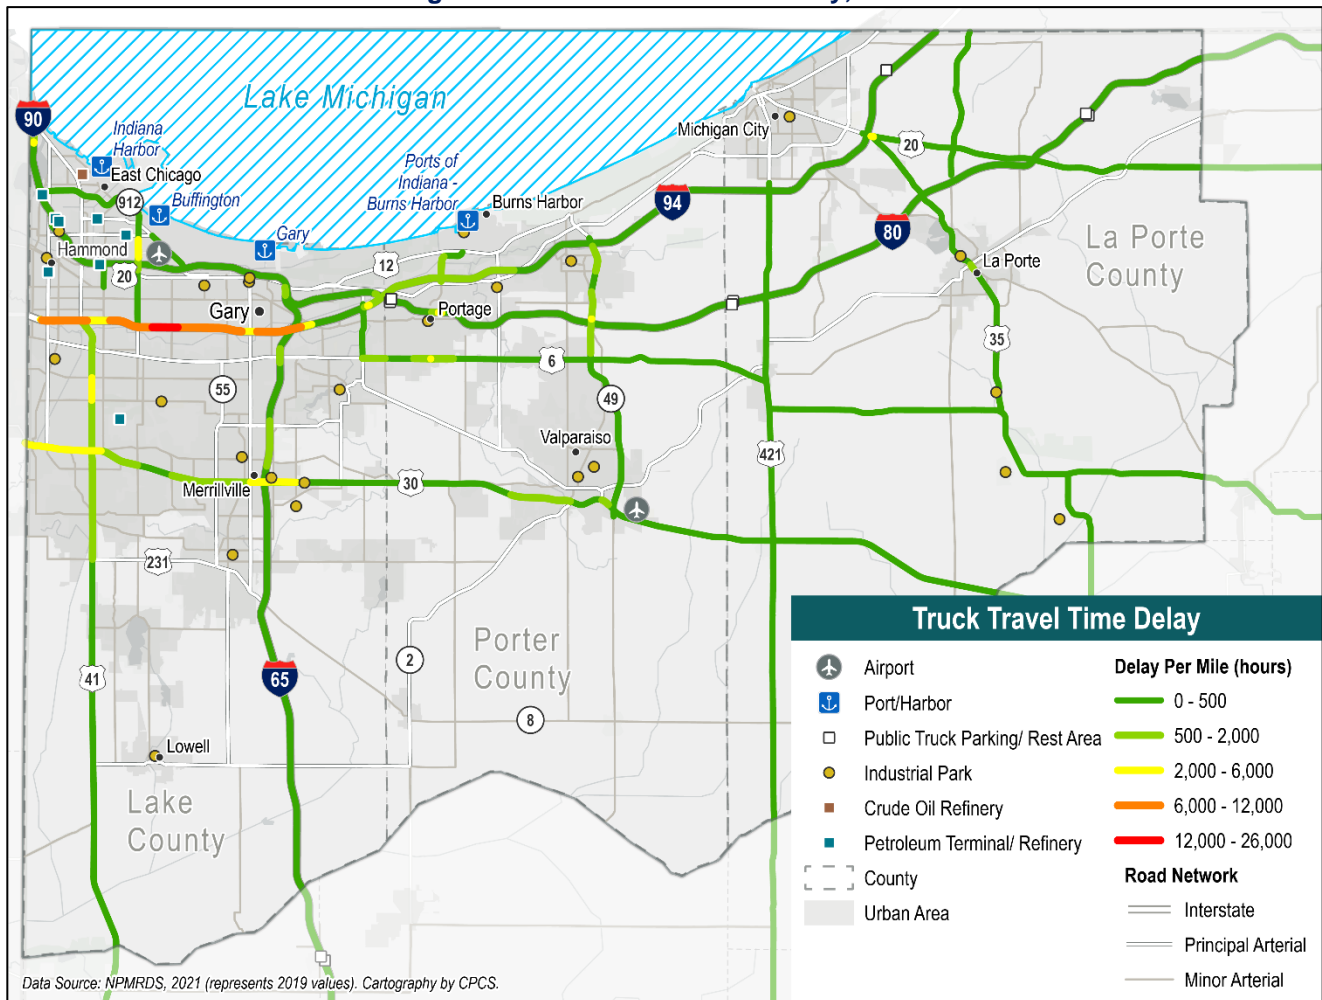 Lake Michigan
90
Indiana
Harbor
East Chicago
912
Buffington
Hammond
20
Gary
Gary
Ports of
Indiana -
Burns Harbor
Burns Harbor
12
Portage
94
Michigan City
20
80
La Porte
County
La Porte
35
6
49
55
Valparaiso
421
Merrillville
30
231
Porter
County
2
65
41
8
Lowell
Lake
County
Truck Travel Time Delay
Airport
Port/Harbor
Public Truck Parking/ Rest Area
Industrial Park
Crude Oil Refinery
Petroleum Terminal/ Refinery
County
Urban Area
Delay Per Mile (hours)
0 - 500
500 - 2,000
2,000 - 6,000
6,000 - 12,000
12,000 - 26,000
Road Network
Interstate
Principal Arterial
Minor Arterial
Data Source: NPMRDS, 2021 (represents 2019 values). Cartography by CPCS.